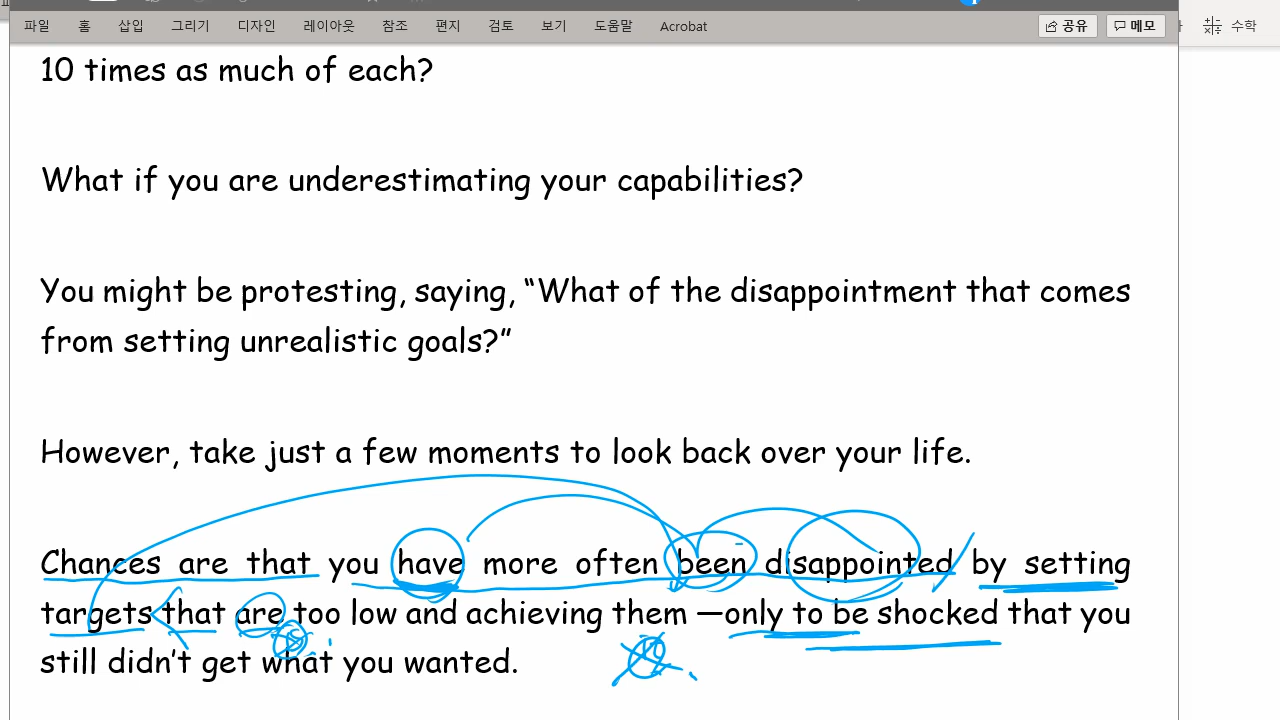 파일 홈 삽입 그리기 디자인 레이아웃 참조 편지 검토 보기 도움말 Acrobat 공유 메모 수학
10 times as much of each?
What if you are underestimating your capabilities?
You might be protesting, saying, “What of the disappointment that comes
from setting unrealistic goals?”
However, take just a few moments to look back over your life.
Chances are that you have more often been disappointed by setting
targets that are too low and achieving them —only to be shocked that you
still didn’t get what you wanted.